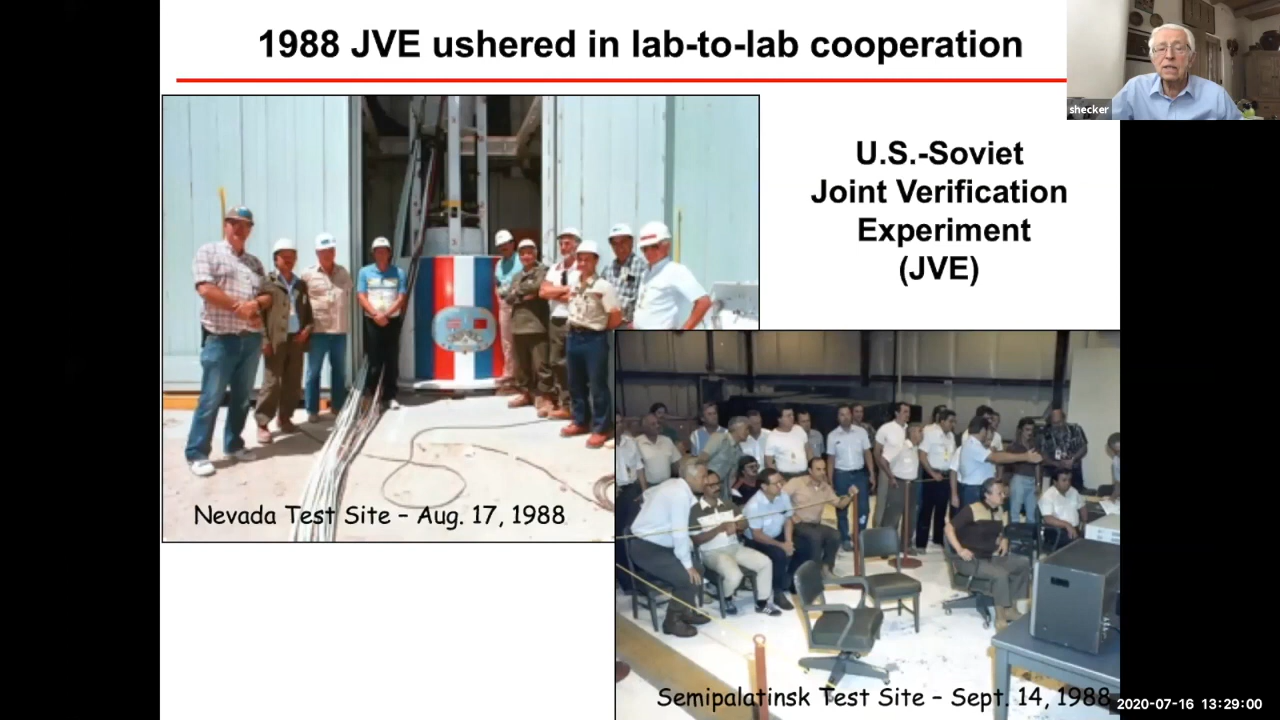 1988 JVE ushered in lab-to-lab cooperation
shecker
U.S.-Soviet
Joint Verification
Experiment
(JVE)
Nevada Test Site – Aug. 17, 1988
Semipalatinsk Test Site – Sept. 14, 1988
2020-07-16 13:29:00